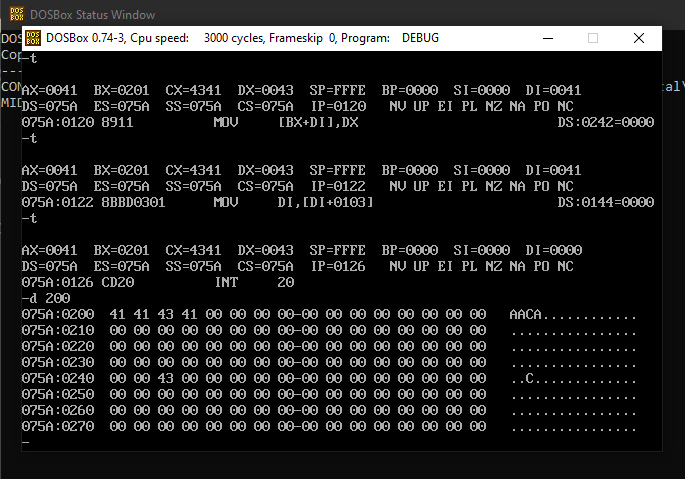 DOSBox Status Window
DOSBox 0.74-3, Cpu speed:    3000 cycles, Frameskip  0, Program:    DEBUG
DO
Cop
---
CON
tal\
MID
-t
AX=0041  BX=0201  CX=4341  DX=0043  SP=FFFE  BP=0000  SI=0000  DI=0041
DS=075A  ES=075A  SS=075A  CS=075A  IP=0120   NV UP EI PL NZ NA PO NC
075A:0120 8911          MOV     [BX+DI],DX                         DS:0242=0000
-t
AX=0041  BX=0201  CX=4341  DX=0043  SP=FFFE  BP=0000  SI=0000  DI=0041
DS=075A  ES=075A  SS=075A  CS=075A  IP=0122   NV UP EI PL NZ NA PO NC
075A:0122 8BBD0301      MOV     DI,[DI+0103]                       DS:0144=0000
-t
AX=0041  BX=0201  CX=4341  DX=0043  SP=FFFE  BP=0000  SI=0000  DI=0000
DS=075A  ES=075A  SS=075A  CS=075A  IP=0126   NV UP EI PL NZ NA PO NC
075A:0126 CD20          INT     20
-d 200
075A:0200  41 41 43 41 00 00 00 00-00 00 00 00 00 00 00 00   AACA............
075A:0210  00 00 00 00 00 00 00 00-00 00 00 00 00 00 00 00   ................
075A:0220  00 00 00 00 00 00 00 00-00 00 00 00 00 00 00 00   ................
075A:0230  00 00 00 00 00 00 00 00-00 00 00 00 00 00 00 00   ................
075A:0240  00 00 43 00 00 00 00 00-00 00 00 00 00 00 00 00   ..C.............
075A:0250  00 00 00 00 00 00 00 00-00 00 00 00 00 00 00 00   ................
075A:0260  00 00 00 00 00 00 00 00-00 00 00 00 00 00 00 00   ................
075A:0270  00 00 00 00 00 00 00 00-00 00 00 00 00 00 00 00   ................
-